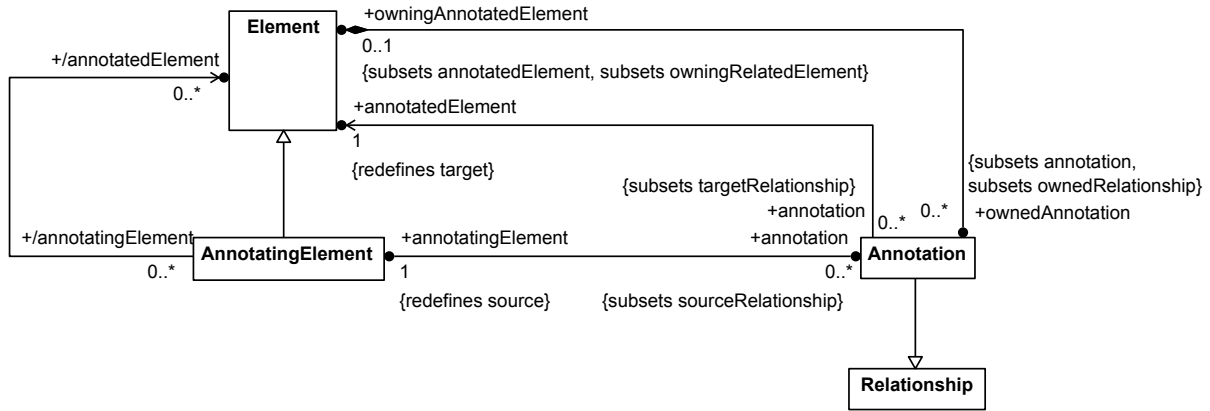 Element
+owningAnnotatedElement
0..1
{subsets annotatedElement, subsets owningRelatedElement}
+/annotatedElement
0..*
+annotatedElement
1
{redefines target}
{subsets annotation,
subsets ownedRelationship}
{subsets targetRelationship}
+annotation
0..*
0..*
+ownedAnnotation
+/annotatingElement
0..*
AnnotatingElement
+annotatingElement
1
{redefines source}
+annotation
0..*
{subsets sourceRelationship}
Annotation
Relationship